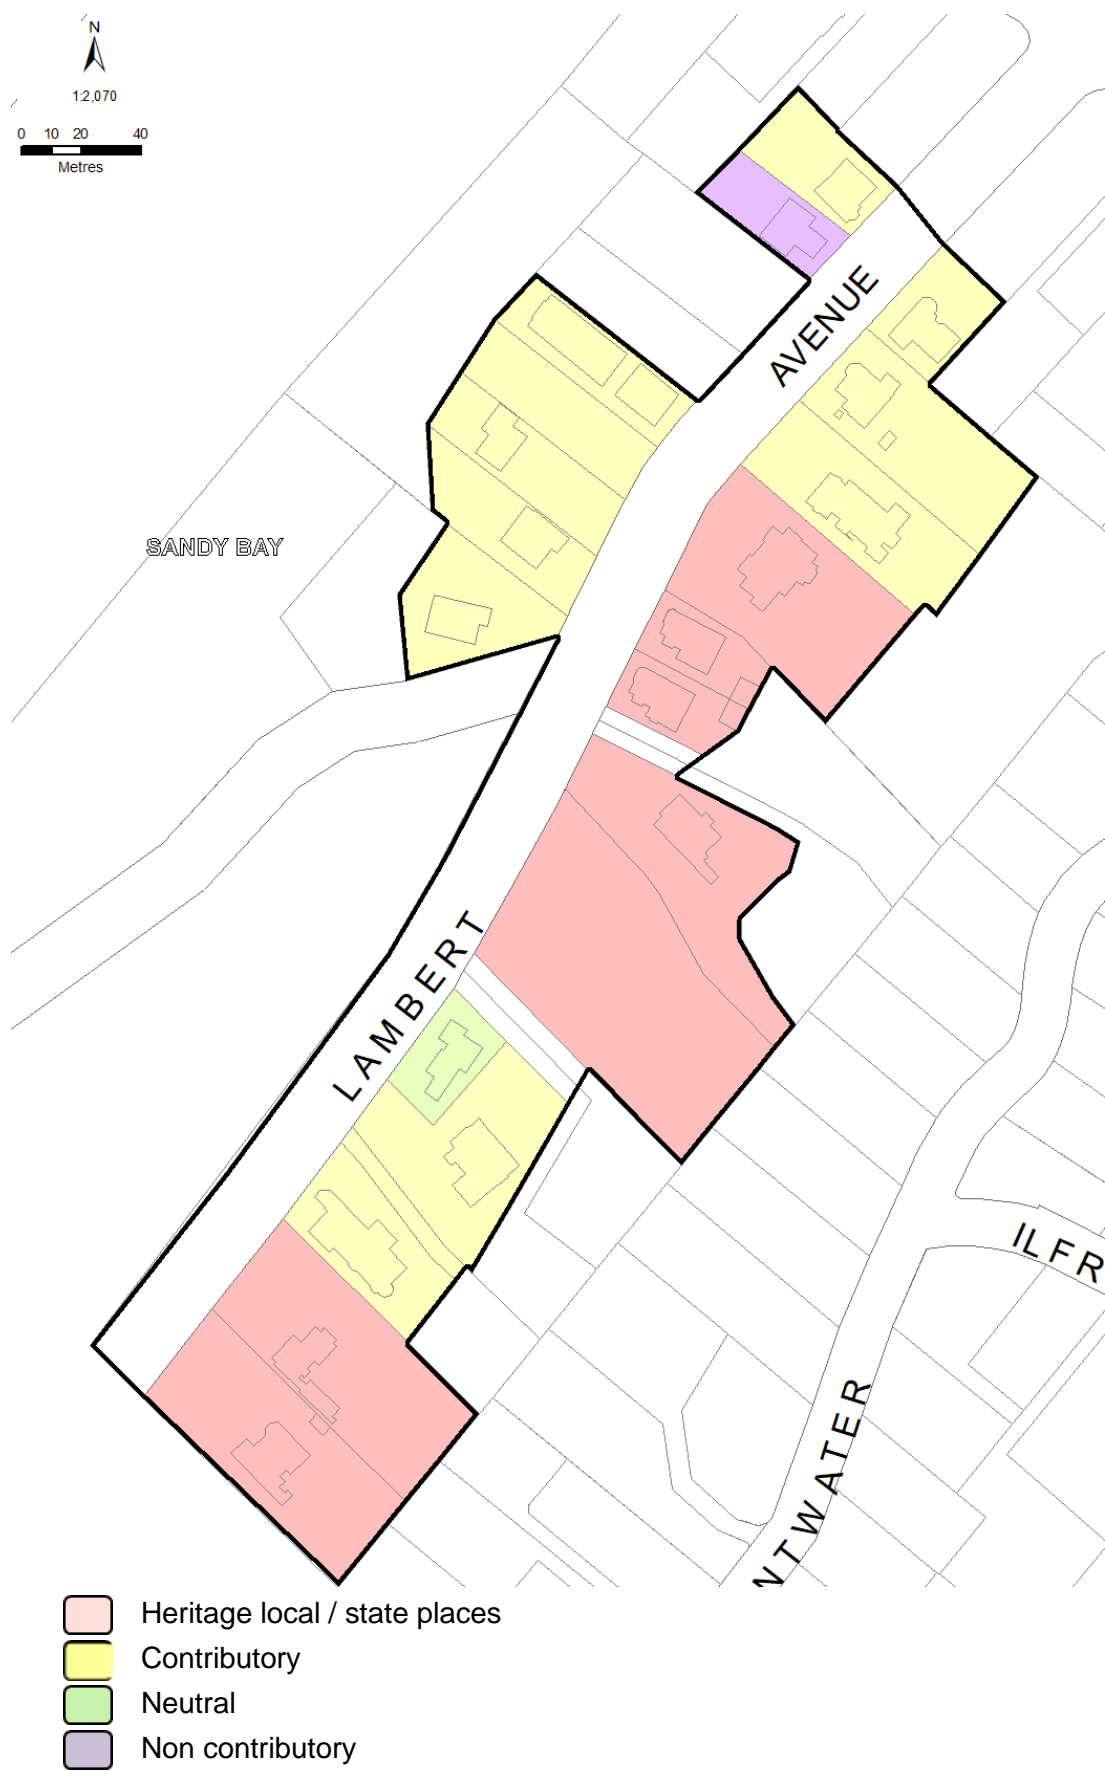 N
1:2,070
0 10 20 40
Metres
AVENUE
SANDY BAY
LAMBERT
ILFR
NTWATER
Heritage local / state places
Contributory
Neutral
Non contributory